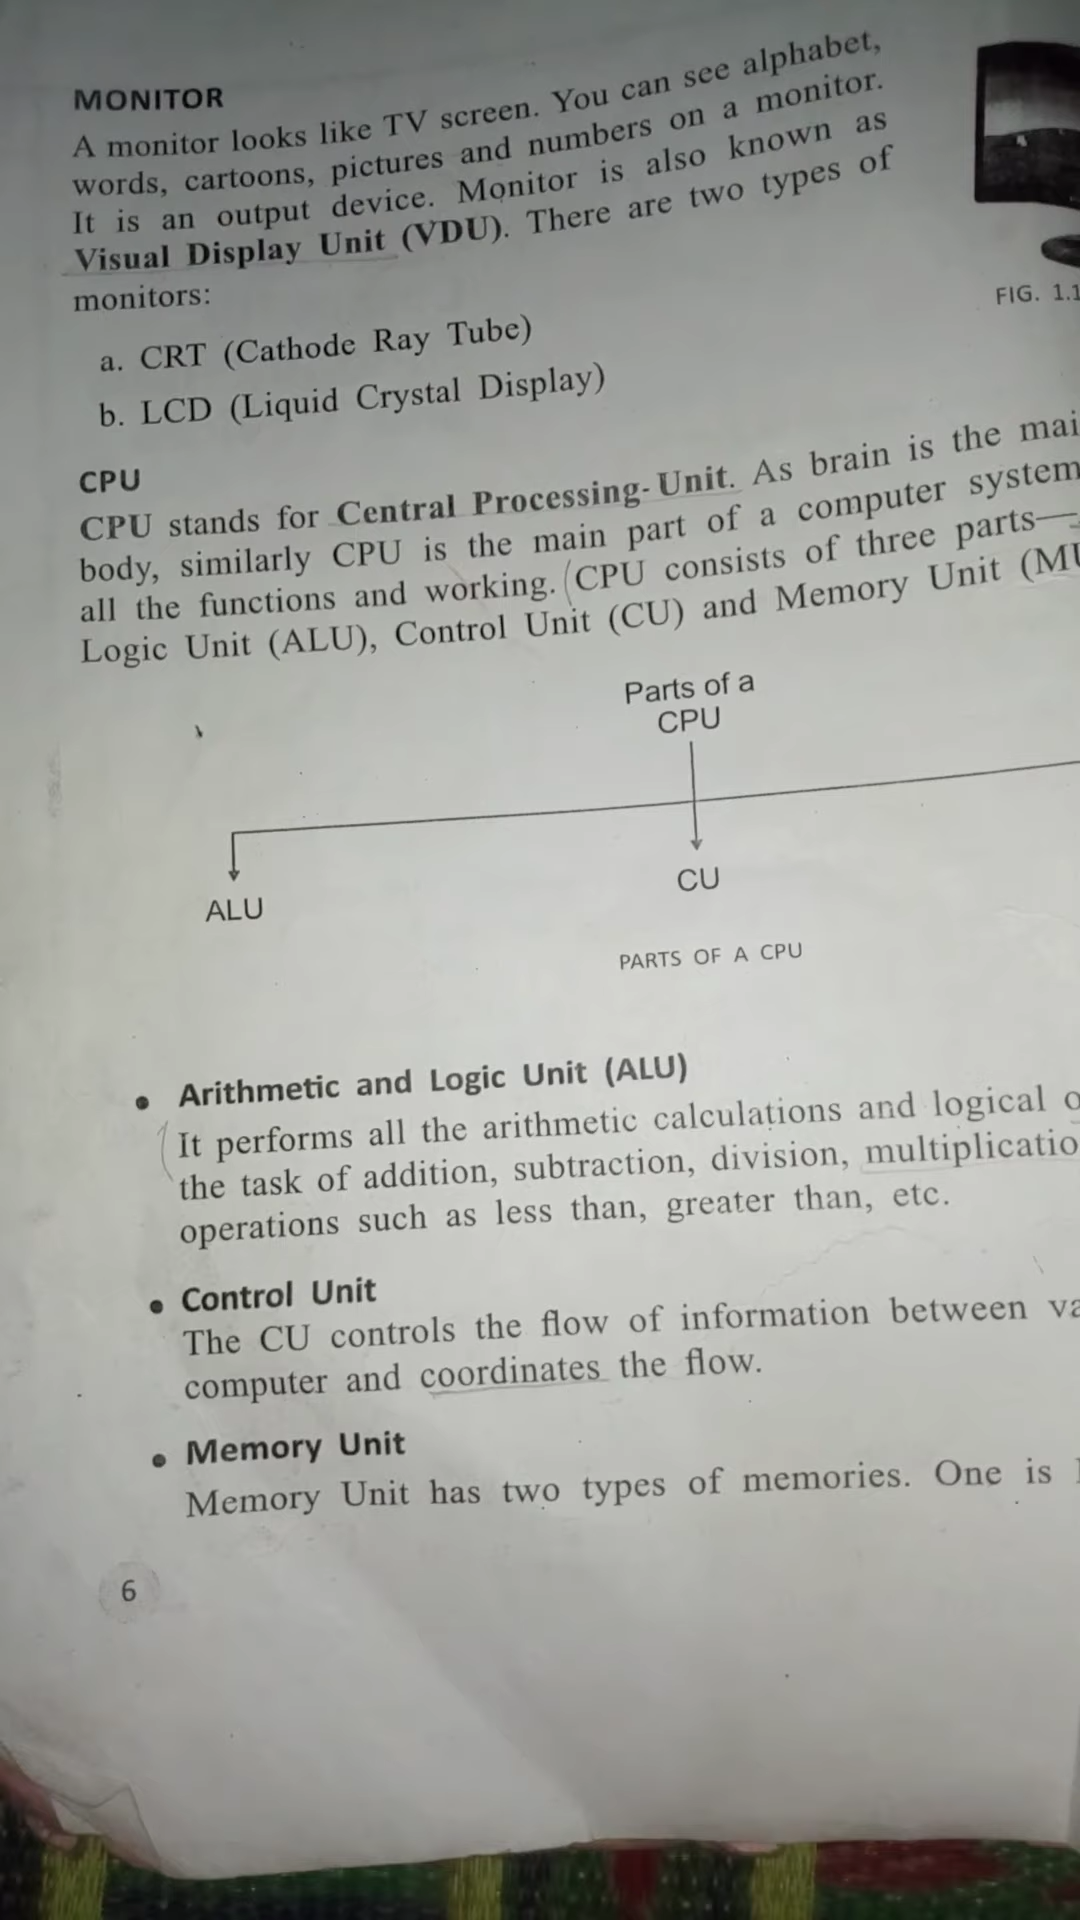 MONITOR
A monitor looks like TV screen. You can see alphabet,
words, cartoons, pictures and numbers on a monitor.
It is an output device. Monitor is also known as
Visual Display Unit (VDU). There are two types of
monitors:
a. CRT (Cathode Ray Tube)
b. LCD (Liquid Crystal Display)
FIG. 1.1
CPU
CPU stands for Central Processing-Unit. As brain is the mai
body, similarly CPU is the main part of a computer system
all the functions and working. (CPU consists of three parts—
Logic Unit (ALU), Control Unit (CU) and Memory Unit (MU
Parts of a
CPU
ALU
CU
PARTS OF A CPU
• Arithmetic and Logic Unit (ALU)
It performs all the arithmetic calculations and logical o
the task of addition, subtraction, division, multiplicatio
operations such as less than, greater than, etc.
• Control Unit
The CU controls the flow of information between va
computer and coordinates the flow.
• Memory Unit
Memory Unit has two types of memories. One is
6